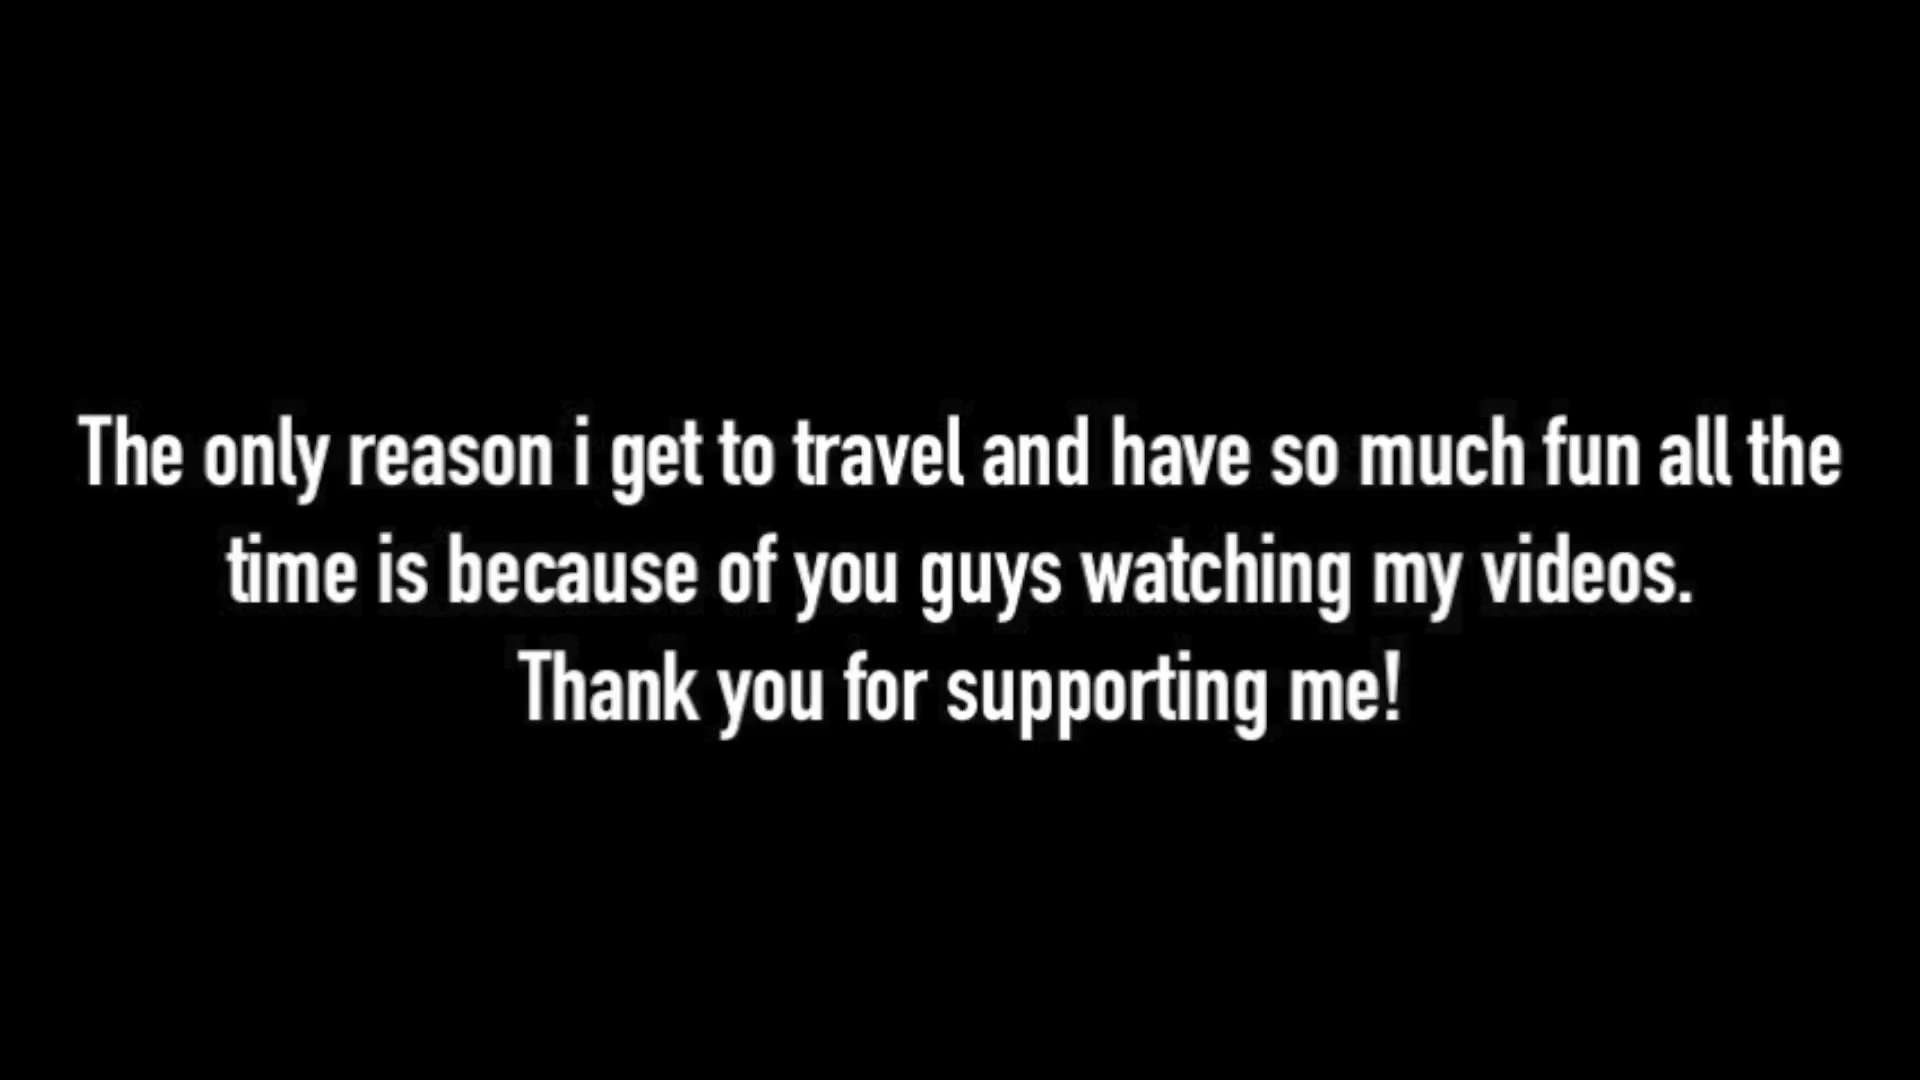 The only reason i get to travel and have so much fun all the
time is because of you guys watching my videos.
Thank you for supporting me!